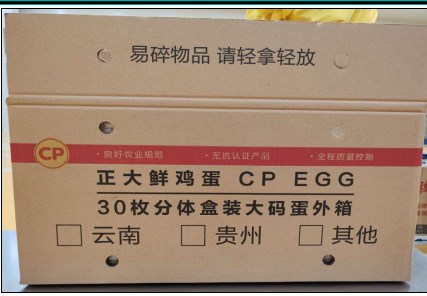 易碎物品 请轻拿轻放
CP ·良好农业规范 ·无抗认证产品 ·全程质量控制
正大鲜鸡蛋 CP EGG
30枚分体盒装大码蛋外箱
云南 贵州 其他